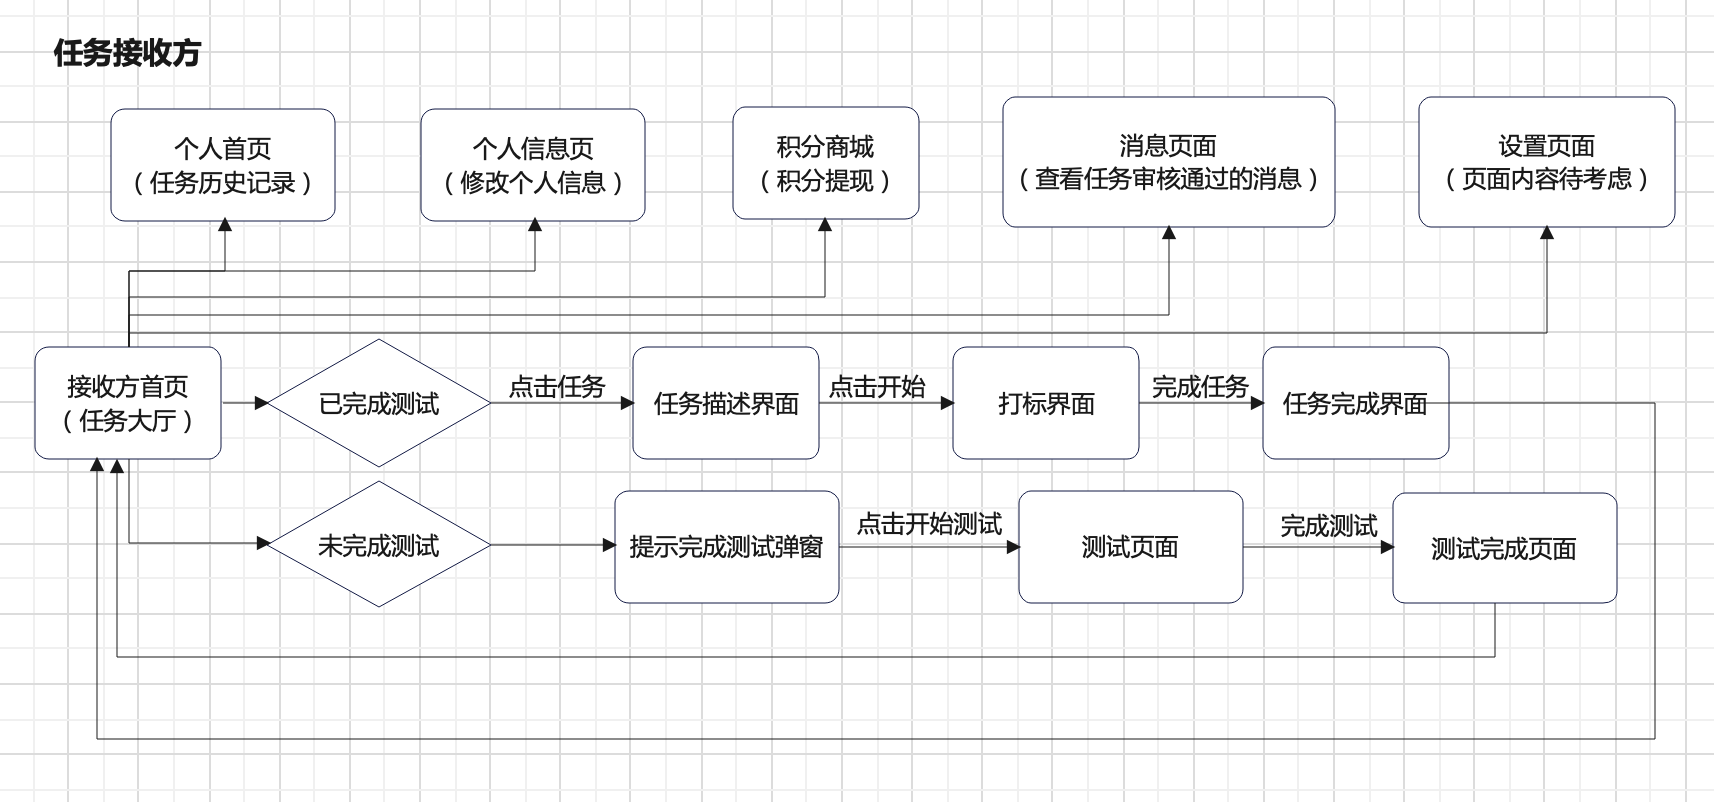 任务接收方
个人首页
（任务历史记录）
个人信息页
（修改个人信息）
积分商城
（积分提现）
消息页面
（查看任务审核通过的消息）
设置页面
（页面内容待考虑）
接收方首页
（任务大厅）
已完成测试
点击任务
任务描述界面
点击开始
打标界面
完成任务
任务完成界面
未完成测试
提示完成测试弹窗
点击开始测试
测试页面
完成测试
测试完成页面